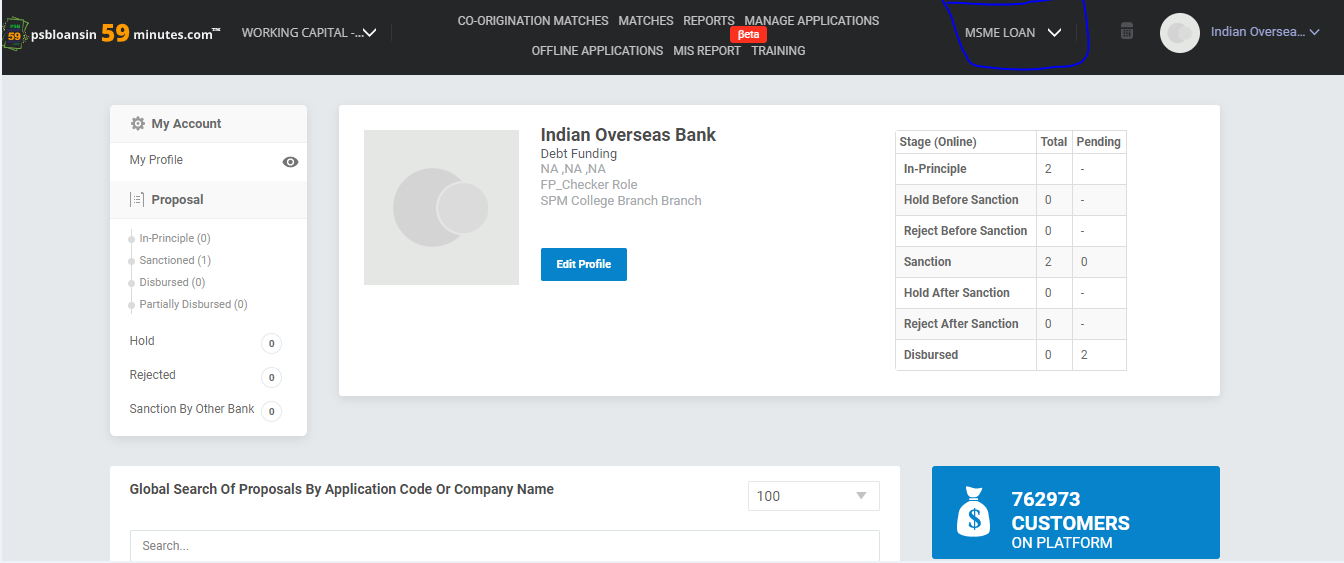 PSB
59
psbloansin 59 minutes.com™
WORKING CAPITAL -...
CO-ORIGINATION MATCHES MATCHES REPORTS MANAGE APPLICATIONS
βeta
OFFLINE APPLICATIONS MIS REPORT TRAINING
MSME LOAN
Indian Oversea...
My Account
My Profile
Proposal
In-Principle (0)
Sanctioned (1)
Disbursed (0)
Partially Disbursed (0)
Hold 0
Rejected 0
Sanction By Other Bank 0
Indian Overseas Bank
Debt Funding
NA ,NA ,NA
FP_Checker Role
SPM College Branch Branch
Edit Profile
Stage (Online) Total Pending
In-Principle 2 -
Hold Before Sanction 0 -
Reject Before Sanction 0 -
Sanction 2 0
Hold After Sanction 0 -
Reject After Sanction 0 -
Disbursed 0 2
Global Search Of Proposals By Application Code Or Company Name
100
Search...
$
762973
CUSTOMERS
ON PLATFORM